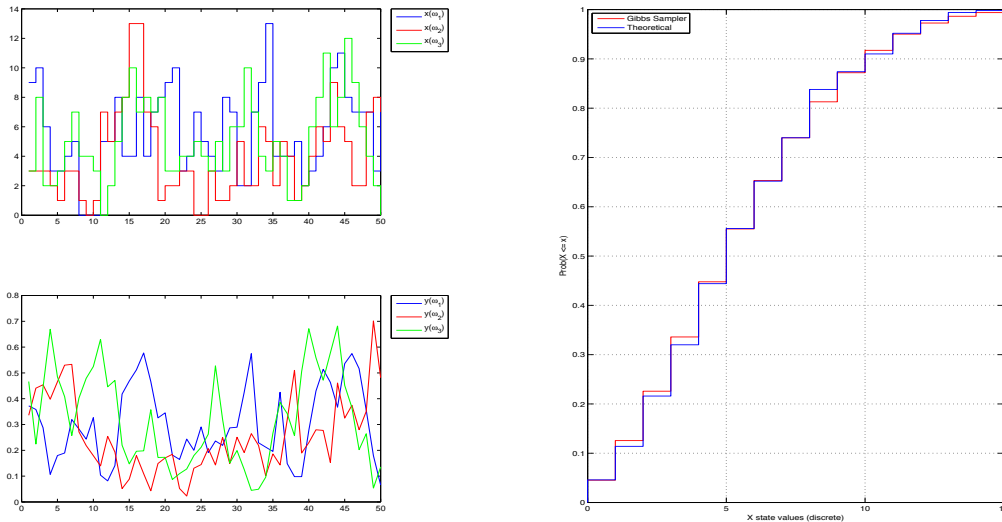 14
12
10
8
6
4
2
0
0 5 10 15 20 25 30 35 40 45 50
x(ω1)
x(ω2)
x(ω3)
0.8
0.7
0.6
0.5
0.4
0.3
0.2
0.1
0
0 5 10 15 20 25 30 35 40 45 50
y(ω1)
y(ω2)
y(ω3)
Gibbs Sampler
Theoretical
1
0.9
0.8
0.7
0.6
0.5
0.4
0.3
0.2
0.1
0
Prob(X <= x)
0 5 10 15
X state values (discrete)